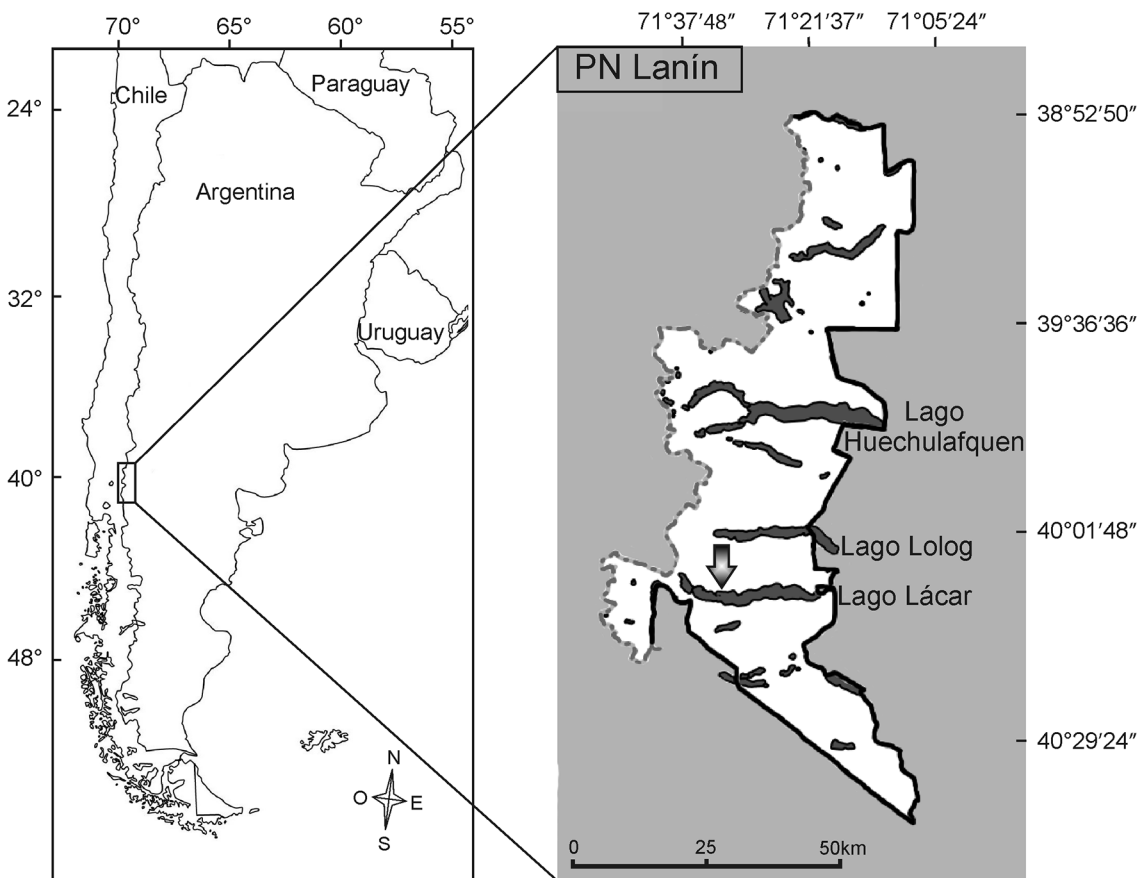 70° 65° 60° 55°
71°37′48″ 71°21′37″ 71°05′24″
PN Lanín
Chile
Paraguay
24°
38°52′50″
Argentina
32°
Uruguay
39°36′36″
Lago
Huechulafquen
40°
40°01′48″
Lago Lolog
Lago Lácar
48°
40°29′24″
N
O E
S
0 25 50km